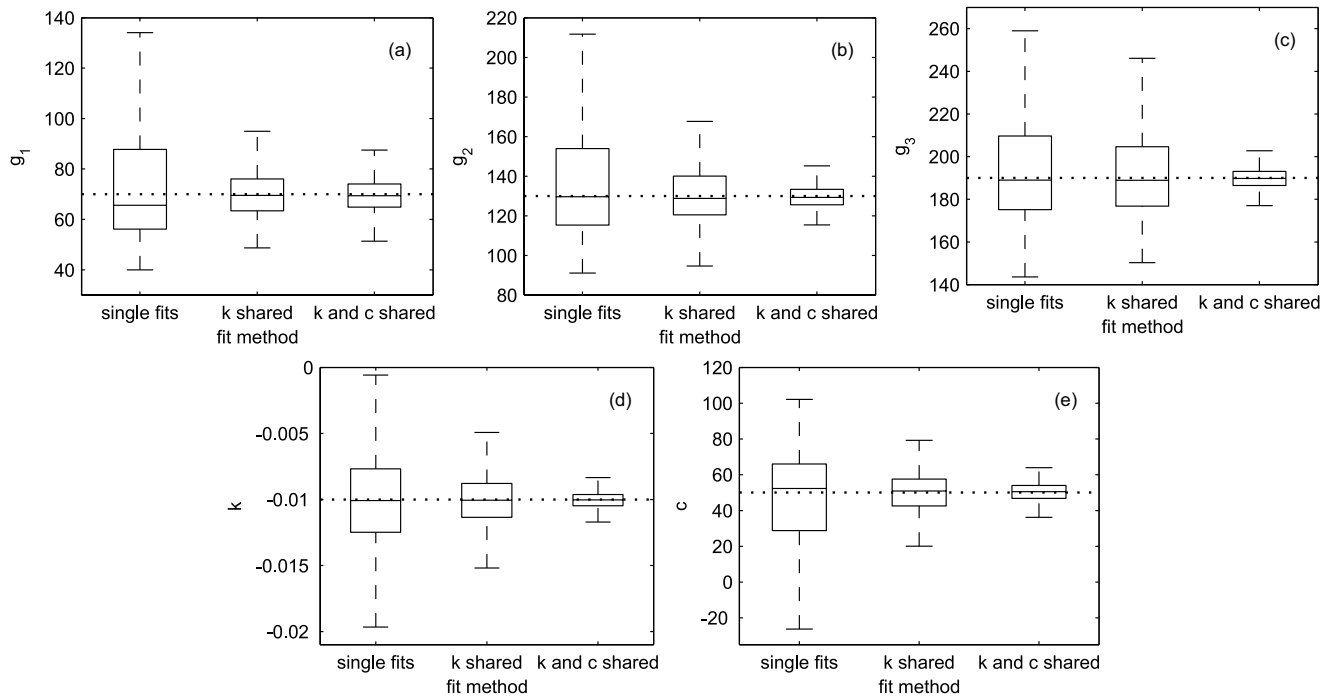 (a)
g1
140
120
100
80
60
40
single fits k shared k and c shared
fit method
(b)
g2
220
200
180
160
140
120
100
80
single fits k shared k and c shared
fit method
(c)
g3
260
240
220
200
180
160
140
single fits k shared k and c shared
fit method
(d)
k
0
-0.005
-0.01
-0.015
-0.02
single fits k shared k and c shared
fit method
(e)
c
120
100
80
60
40
20
0
-20
single fits k shared k and c shared
fit method